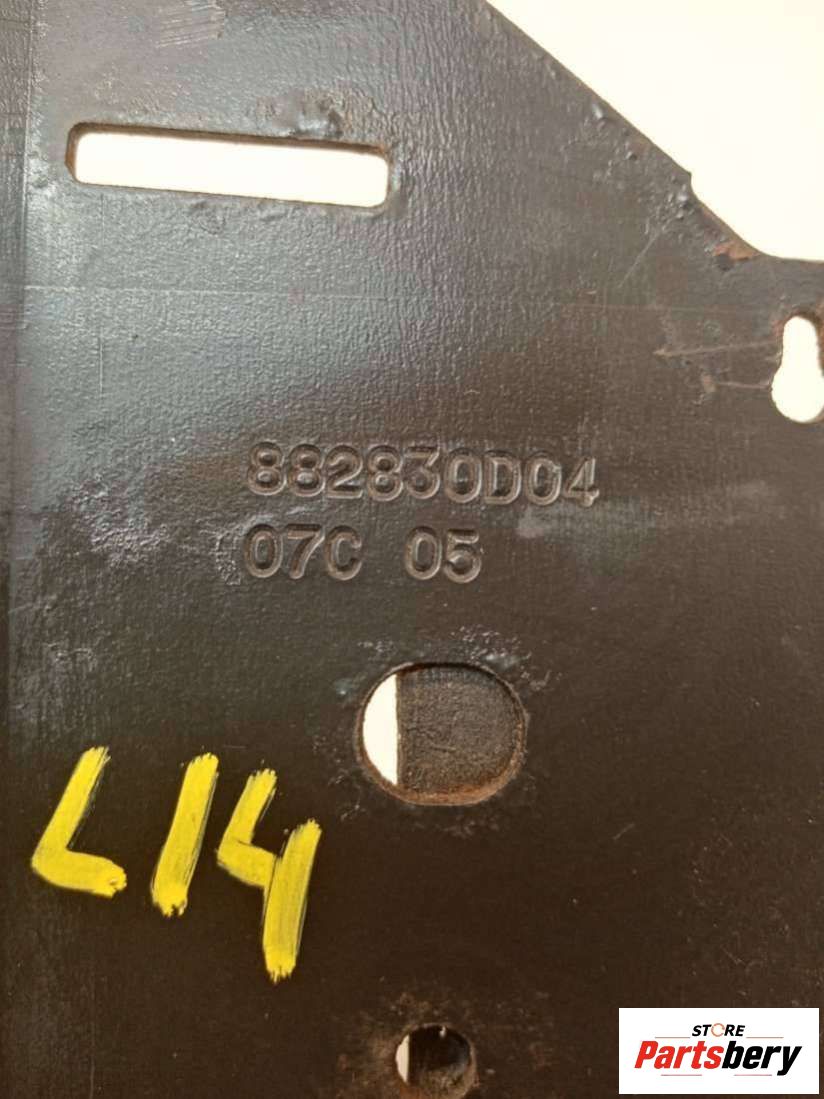 882830D04
07C 05
L14
STORE
Partsbery